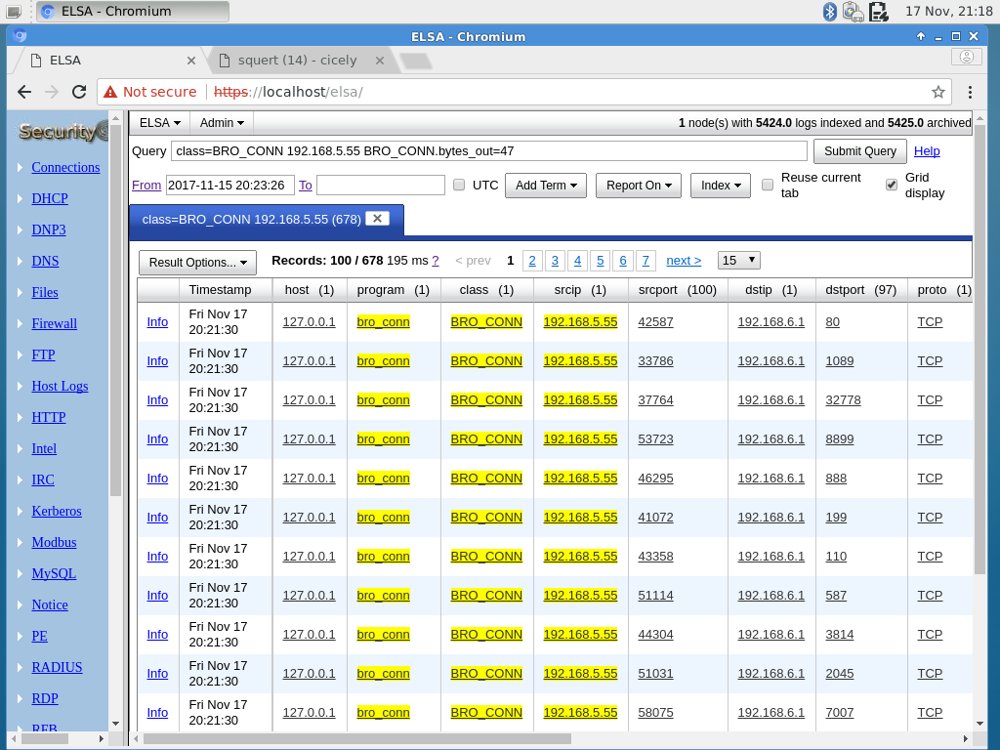 ELSA - Chromium
17 Nov, 21:18
ELSA - Chromium
ELSA
squert (14) - cicely
Not secure https://localhost/elsa/
Security
Connections
DHCP
DNP3
DNS
Files
Firewall
FTP
Host Logs
HTTP
Intel
IRC
Kerberos
Modbus
MySQL
Notice
PE
RADIUS
RDP
RFB
ELSA Admin 1 node(s) with 5424.0 logs indexed and 5425.0 archived
Query class=BRO_CONN 192.168.5.55 BRO_CONN.bytes_out=47 Submit Query Help
From 2017-11-15 20:23:26 To UTC Add Term Report On Index Reuse current tab Grid display
class=BRO_CONN 192.168.5.55 (678)
Result Options... Records: 100 / 678 195 ms ? < prev 1 2 3 4 5 6 7 next > 15
Timestamp host (1) program (1) class (1) srcip (1) srcport (100) dstip (1) dstport (97) proto (1)
Info Fri Nov 17 20:21:30 127.0.0.1 bro_conn BRO_CONN 192.168.5.55 42587 192.168.6.1 80 TCP
Info Fri Nov 17 20:21:30 127.0.0.1 bro_conn BRO_CONN 192.168.5.55 33786 192.168.6.1 1089 TCP
Info Fri Nov 17 20:21:30 127.0.0.1 bro_conn BRO_CONN 192.168.5.55 37764 192.168.6.1 32778 TCP
Info Fri Nov 17 20:21:30 127.0.0.1 bro_conn BRO_CONN 192.168.5.55 53723 192.168.6.1 8899 TCP
Info Fri Nov 17 20:21:30 127.0.0.1 bro_conn BRO_CONN 192.168.5.55 46295 192.168.6.1 888 TCP
Info Fri Nov 17 20:21:30 127.0.0.1 bro_conn BRO_CONN 192.168.5.55 41072 192.168.6.1 199 TCP
Info Fri Nov 17 20:21:30 127.0.0.1 bro_conn BRO_CONN 192.168.5.55 43358 192.168.6.1 110 TCP
Info Fri Nov 17 20:21:30 127.0.0.1 bro_conn BRO_CONN 192.168.5.55 51114 192.168.6.1 587 TCP
Info Fri Nov 17 20:21:30 127.0.0.1 bro_conn BRO_CONN 192.168.5.55 44304 192.168.6.1 3814 TCP
Info Fri Nov 17 20:21:30 127.0.0.1 bro_conn BRO_CONN 192.168.5.55 51031 192.168.6.1 2045 TCP
Info Fri Nov 17 20:21:30 127.0.0.1 bro_conn BRO_CONN 192.168.5.55 58075 192.168.6.1 7007 TCP